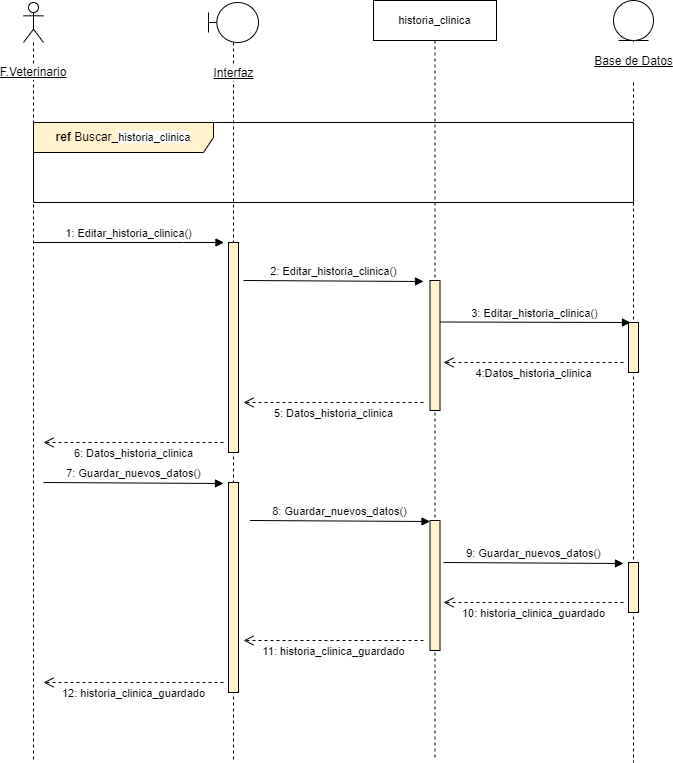 historia_clinica
F.Veterinario
Interfaz
Base de Datos
ref Buscar_historia_clinica
1: Editar_historia_clinica()
2: Editar_historia_clinica()
3: Editar_historia_clinica()
4:Datos_historia_clinica
5: Datos_historia_clinica
6: Datos_historia_clinica
7: Guardar_nuevos_datos()
8: Guardar_nuevos_datos()
9: Guardar_nuevos_datos()
10: historia_clinica_guardado
11: historia_clinica_guardado
12: historia_clinica_guardado